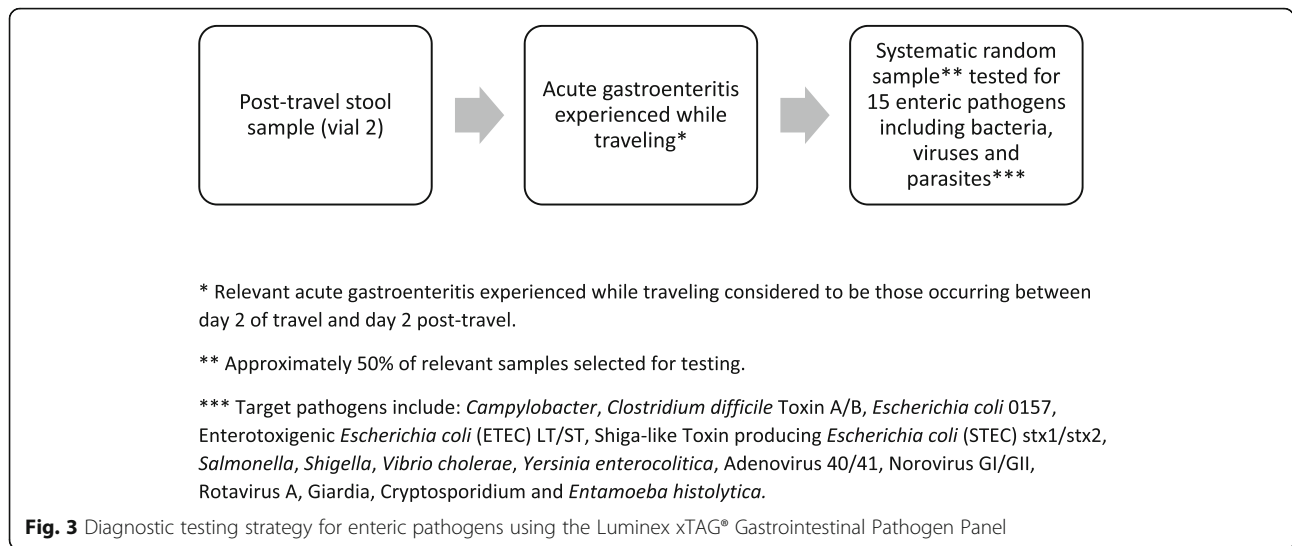 Post-travel stool
sample (vial 2)
Acute gastroenteritis
experienced while
traveling*
Systematic random
sample** tested for
15 enteric pathogens
including bacteria,
viruses and
parasites***
* Relevant acute gastroenteritis experienced while traveling considered to be those occurring between
day 2 of travel and day 2 post-travel.
** Approximately 50% of relevant samples selected for testing.
*** Target pathogens include: Campylobacter, Clostridium difficile Toxin A/B, Escherichia coli 0157,
Enterotoxigenic Escherichia coli (ETEC) LT/ST, Shiga-like Toxin producing Escherichia coli (STEC) stx1/stx2,
Salmonella, Shigella, Vibrio cholerae, Yersinia enterocolitica, Adenovirus 40/41, Norovirus GI/GII,
Rotavirus A, Giardia, Cryptosporidium and Entamoeba histolytica.
Fig. 3 Diagnostic testing strategy for enteric pathogens using the Luminex xTAG® Gastrointestinal Pathogen Panel